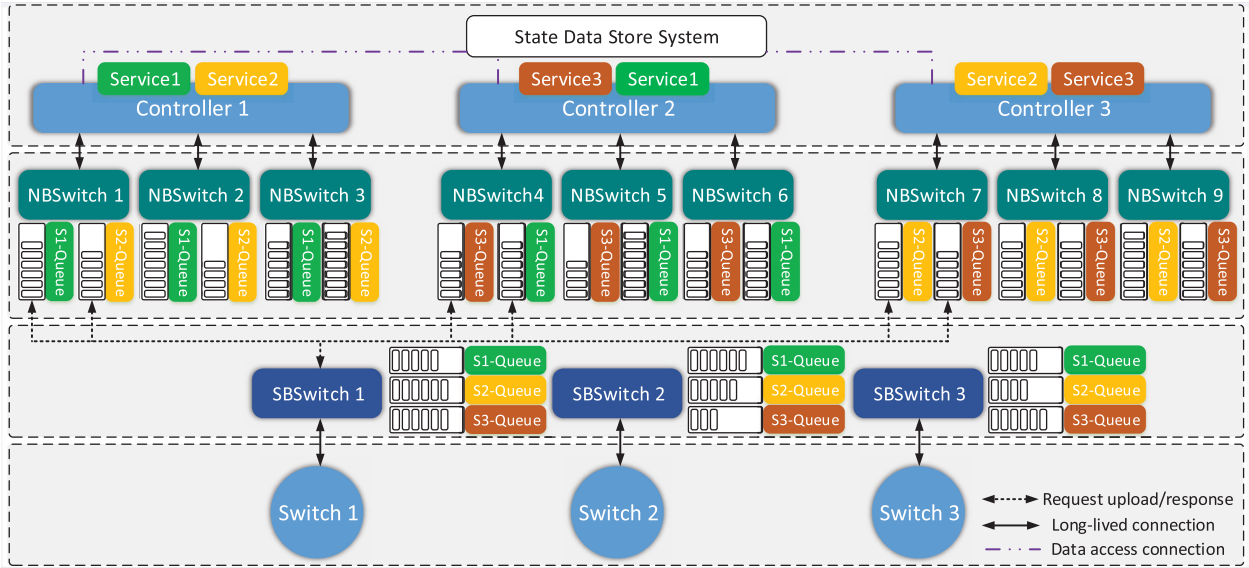 State Data Store System
Service1 Service2
Controller 1
Service3 Service1
Controller 2
Service2 Service3
Controller 3
NBSwitch 1 NBSwitch 2 NBSwitch 3 NBSwitch4 NBSwitch 5 NBSwitch 6 NBSwitch 7 NBSwitch 8 NBSwitch 9
S1-Queue S2-Queue S1-Queue S2-Queue S1-Queue S2-Queue S3-Queue S1-Queue S3-Queue S1-Queue S3-Queue S1-Queue S2-Queue S3-Queue S2-Queue S3-Queue S2-Queue S3-Queue
SBSwitch 1
S1-Queue
S2-Queue
S3-Queue
SBSwitch 2
S1-Queue
S2-Queue
S3-Queue
SBSwitch 3
S1-Queue
S2-Queue
S3-Queue
Switch 1 Switch 2 Switch 3
Request upload/response
Long-lived connection
Data access connection